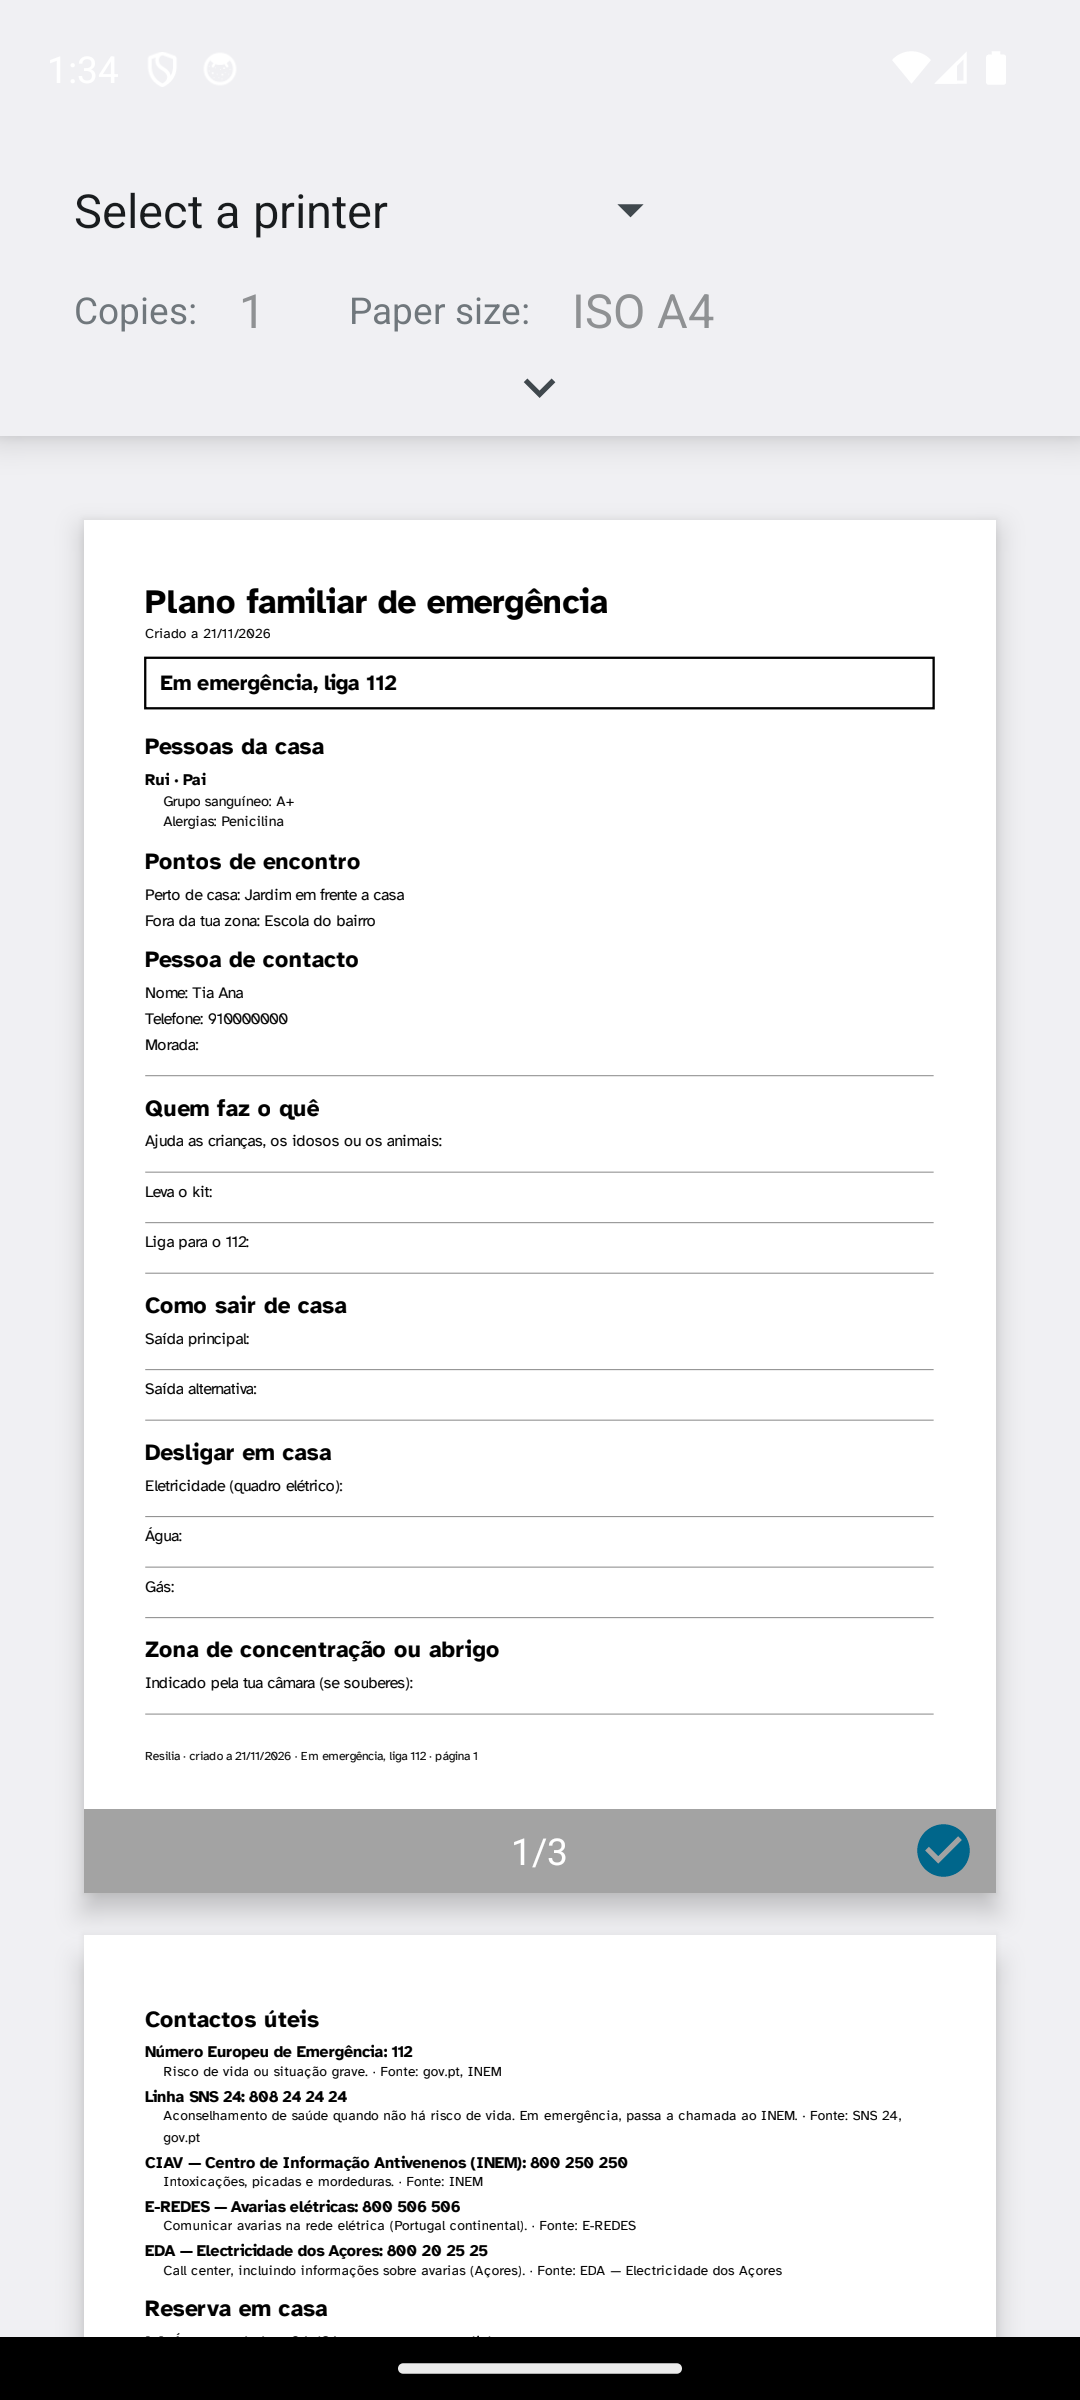 1:34
Select a printer
Copies: 1 Paper size: ISO A4
Plano familiar de emergência
Criado a 21/11/2026
Em emergência, liga 112
Pessoas da casa
Rui · Pai
Grupo sanguíneo: A+
Alergias: Penicilina
Pontos de encontro
Perto de casa: Jardim em frente a casa
Fora da tua zona: Escola do bairro
Pessoa de contacto
Nome: Tia Ana
Telefone: 910000000
Morada:
Quem faz o quê
Ajuda as crianças, os idosos ou os animais:
Leva o kit:
Liga para o 112:
Como sair de casa
Saída principal:
Saída alternativa:
Desligar em casa
Eletricidade (quadro elétrico):
Água:
Gás:
Zona de concentração ou abrigo
Indicado pela tua câmara (se souberes):
Resilia · criado a 21/11/2026 · Em emergência, liga 112 · página 1
1/3
Contactos úteis
Número Europeu de Emergência: 112
Risco de vida ou situação grave. · Fonte: gov.pt, INEM
Linha SNS 24: 808 24 24 24
Aconselhamento de saúde quando não há risco de vida. Em emergência, passa a chamada ao INEM. · Fonte: SNS 24,
gov.pt
CIAV — Centro de Informação Antivenenos (INEM): 800 250 250
Intoxicações, picadas e mordeduras. · Fonte: INEM
E-REDES — Avarias elétricas: 800 506 506
Comunicar avarias na rede elétrica (Portugal continental). · Fonte: E-REDES
EDA — Electricidade dos Açores: 800 20 25 25
Call center, incluindo informações sobre avarias (Açores). · Fonte: EDA — Electricidade dos Açores
Reserva em casa